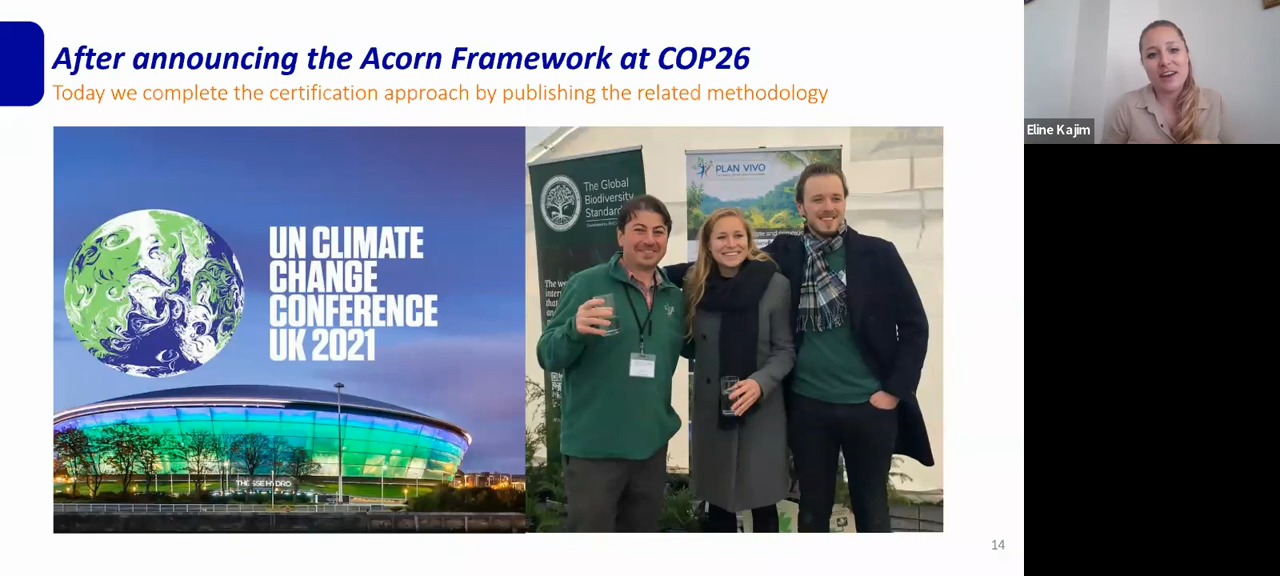 After announcing the Acorn Framework at COP26
Today we complete the certification approach by publishing the related methodology
Eline Kajim
UN CLIMATE
CHANGE
CONFERENCE
UK 2021
THE SSE HYDRO
The Global
Biodiversity
Standard
PLAN VIVO
14